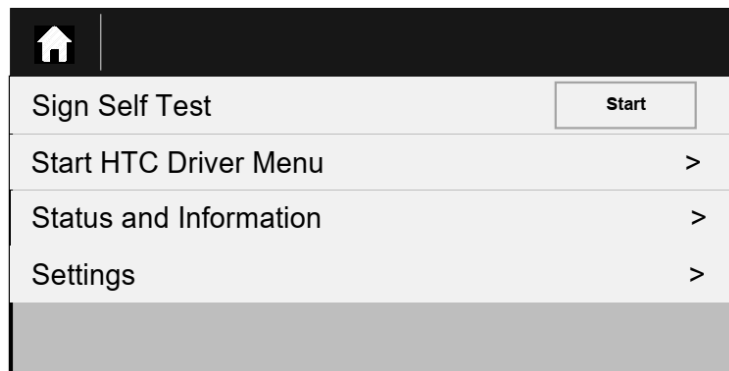 Sign Self Test Start
Start HTC Driver Menu >
Status and Information >
Settings >